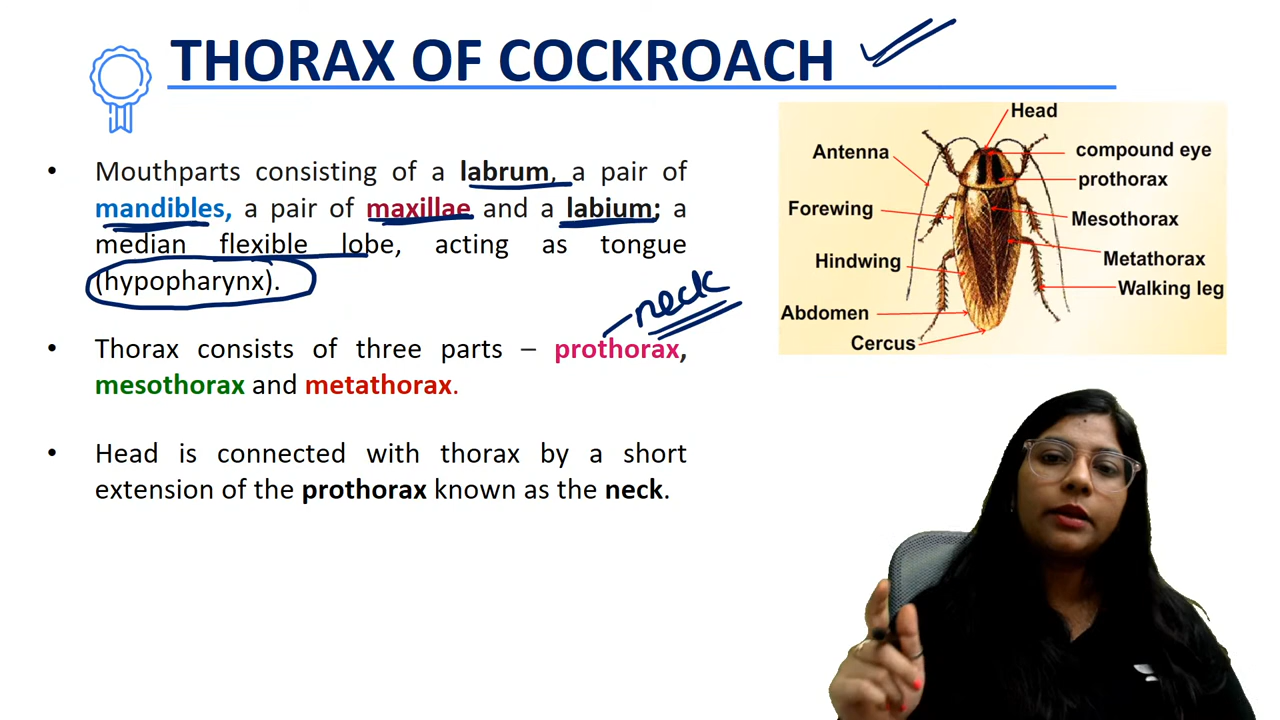 THORAX OF COCKROACH
• Mouthparts consisting of a labrum, a pair of
mandibles, a pair of maxillae and a labium; a
median flexible lobe, acting as tongue
(hypopharynx).
neck
• Thorax consists of three parts – prothorax,
mesothorax and metathorax.
• Head is connected with thorax by a short
extension of the prothorax known as the neck.
Head
Antenna
compound eye
prothorax
Forewing
Mesothorax
Hindwing
Metathorax
Walking leg
Abdomen
Cercus